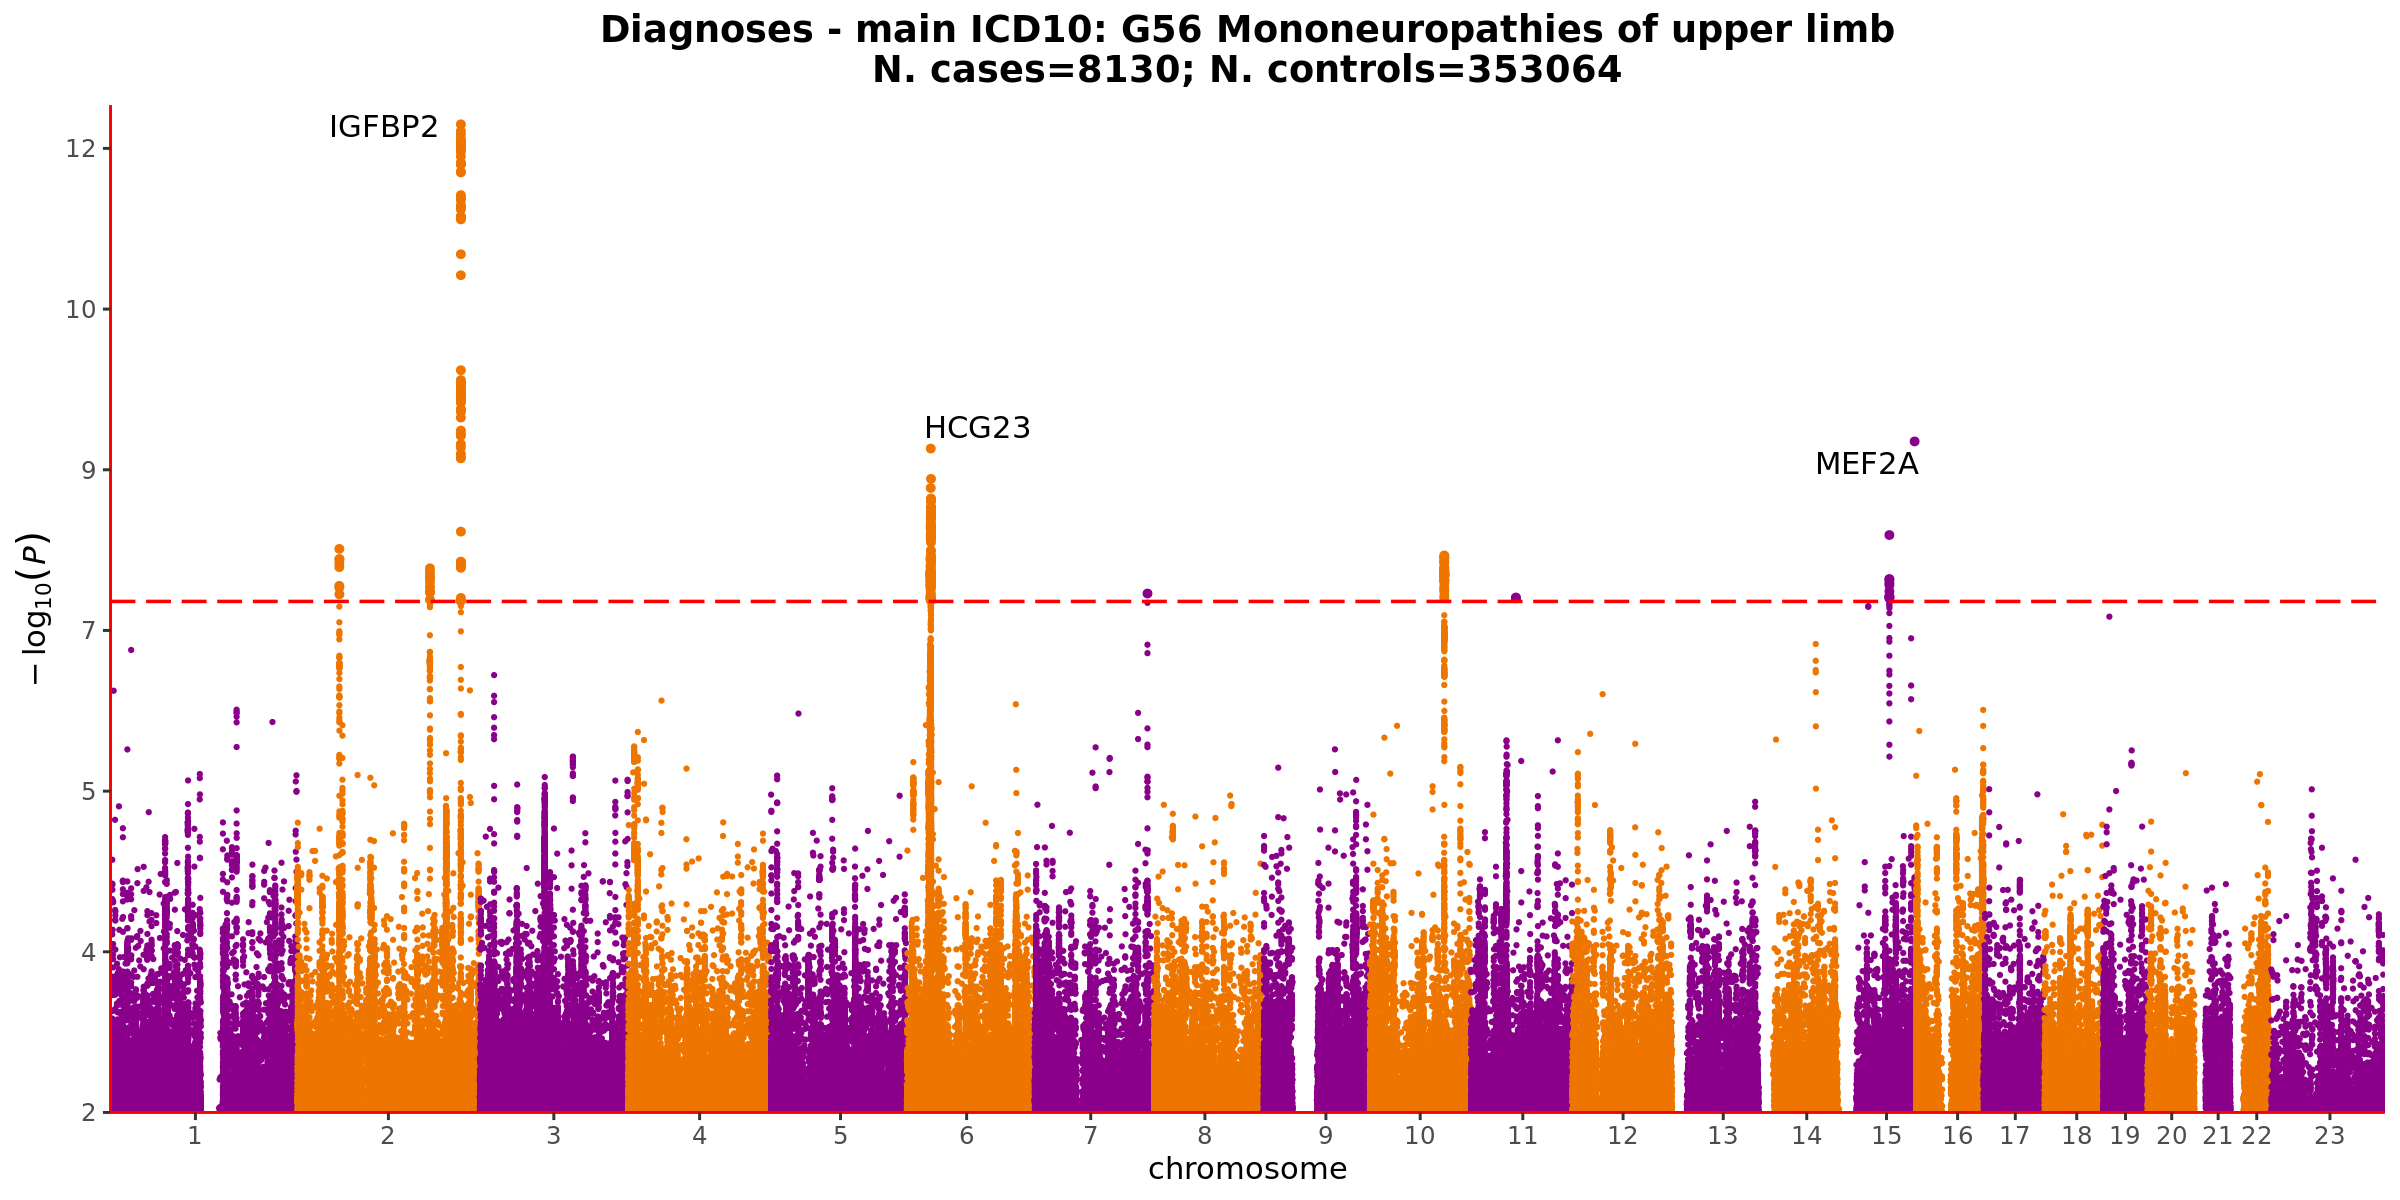 Diagnoses - main ICD10: G56 Mononeuropathies of upper limb
N. cases=8130; N. controls=353064
IGFBP2
HCG23
MEF2A
12
10
9
7
5
4
2
− log10(P)
1 2 3 4 5 6 7 8 9 10 11 12 13 14 15 16 17 18 19 20 21 22 23
chromosome